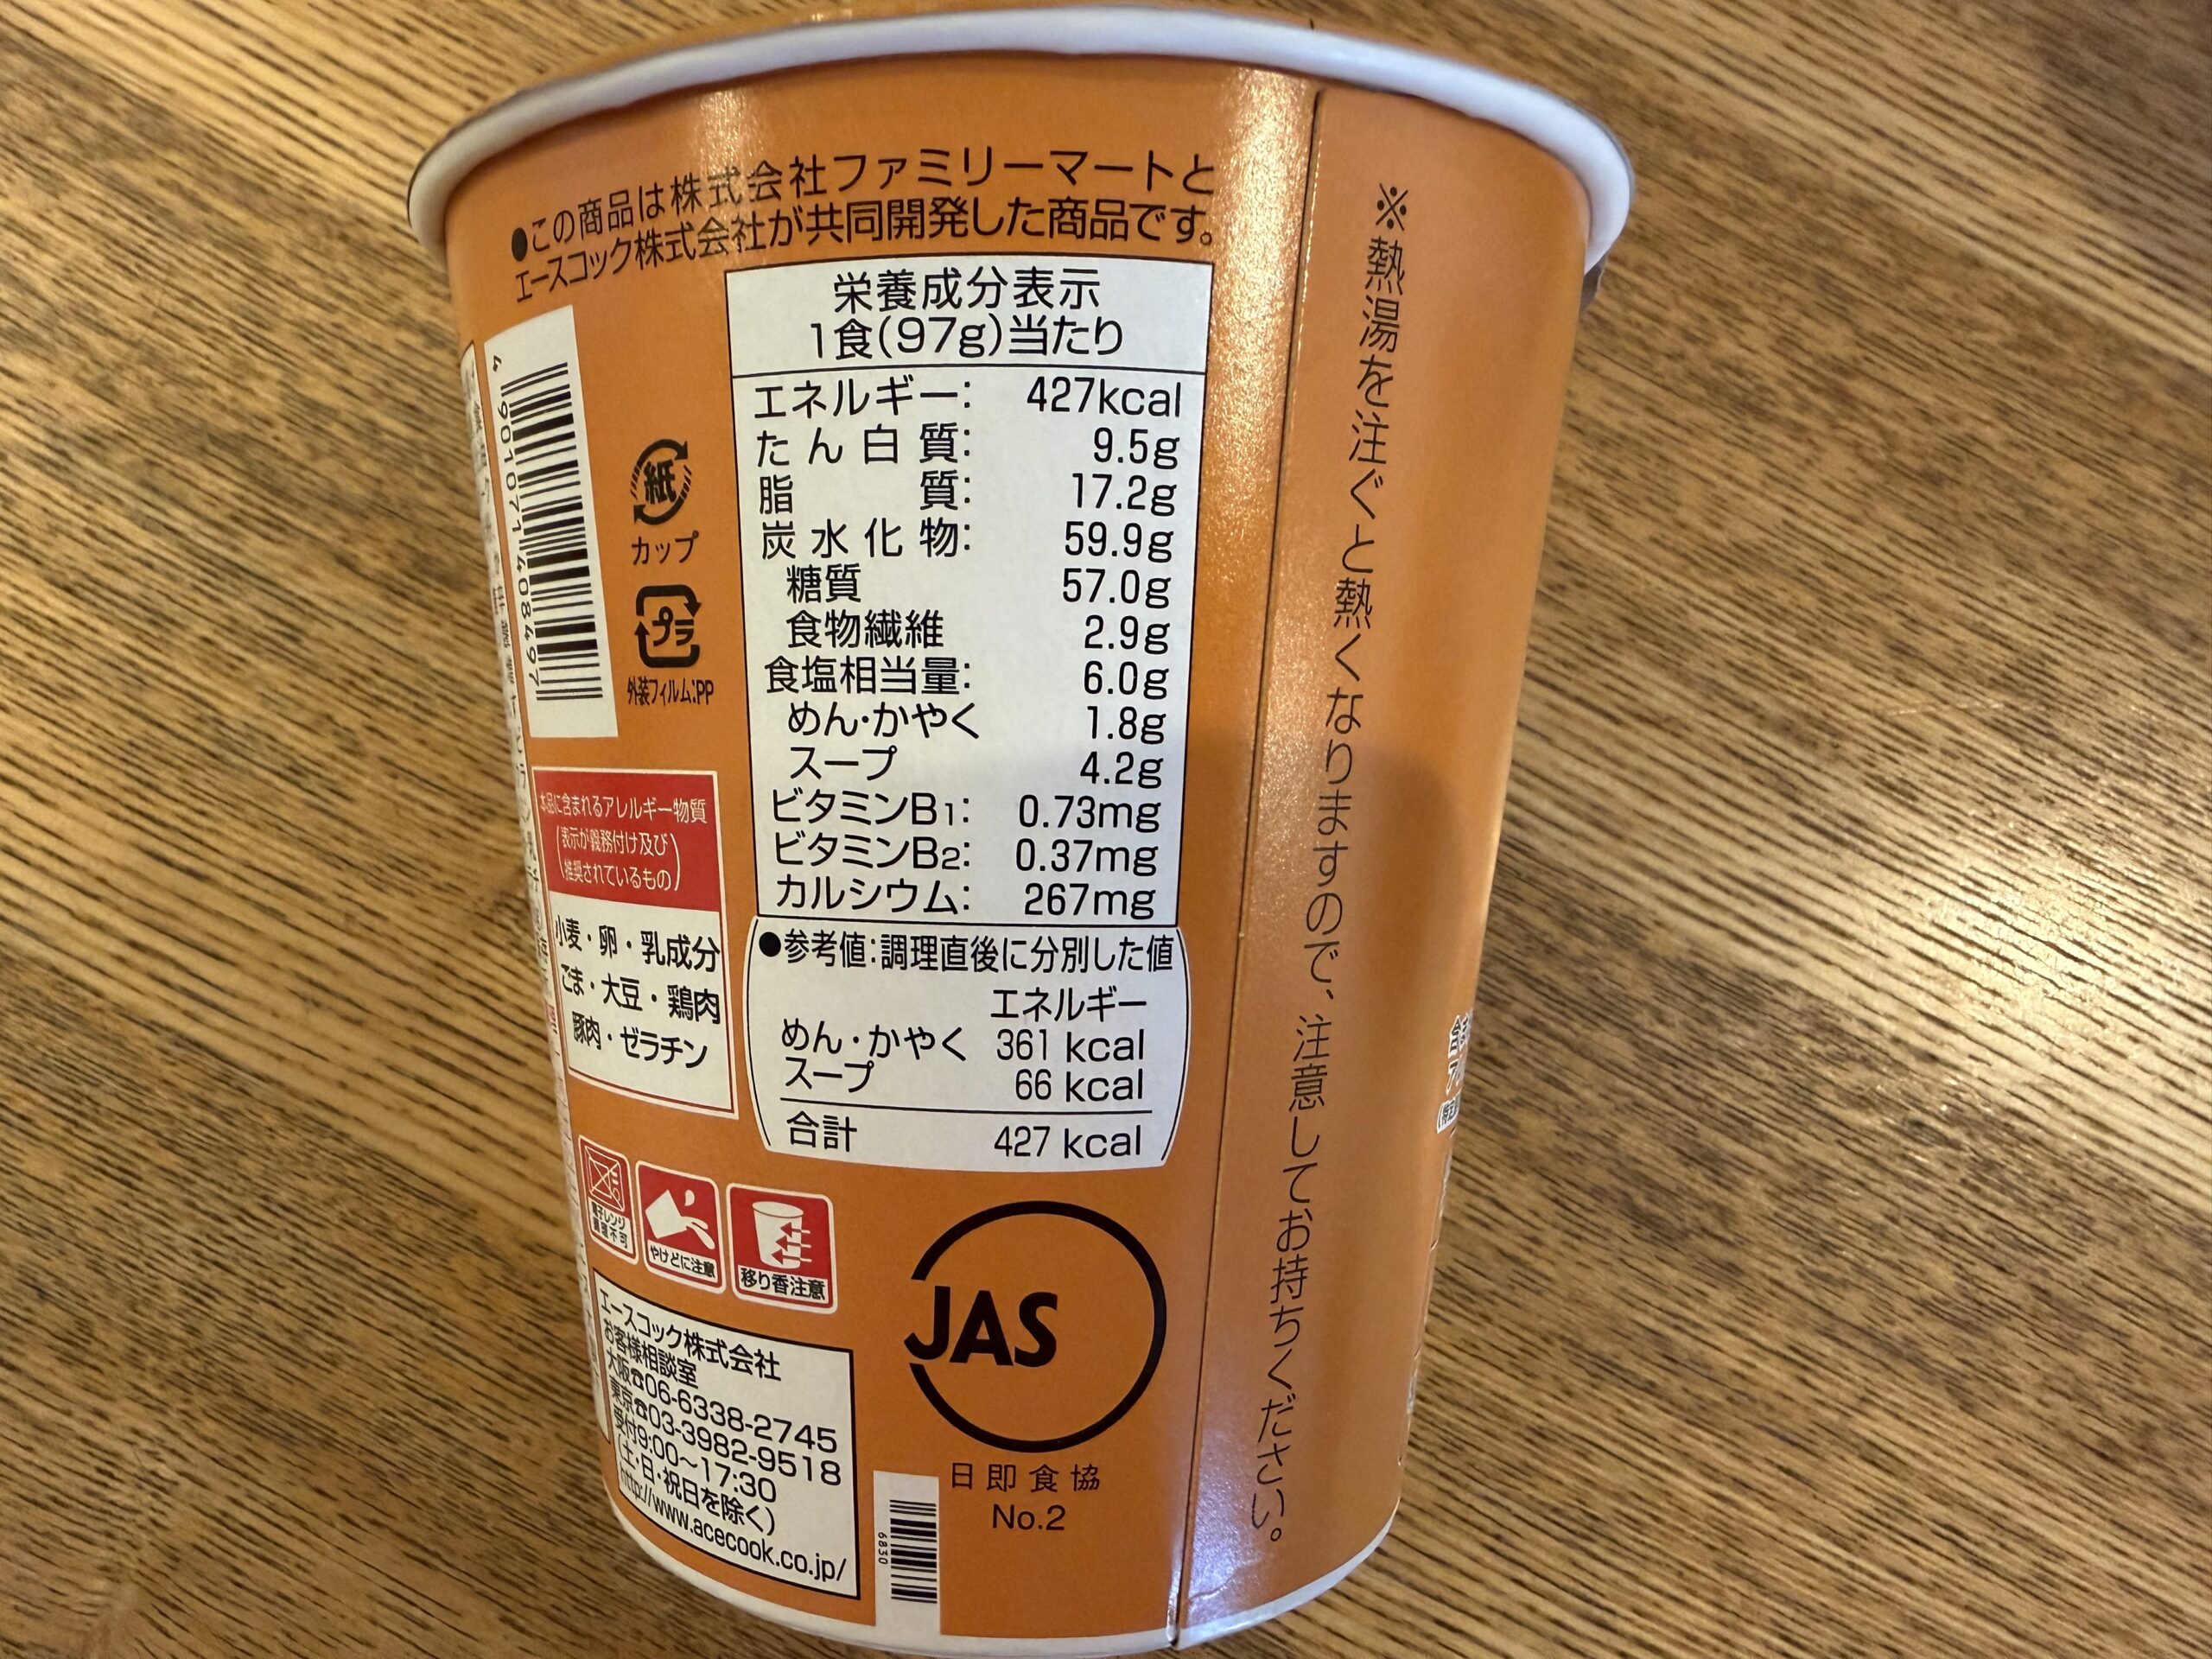 ●この商品は株式会社ファミリーマートと
エースコック株式会社が共同開発した商品です。
栄養成分表示
1食(97g)当たり
エネルギー: 427kcal
たん白質: 9.5g
脂質: 17.2g
炭水化物: 59.9g
糖質 57.0g
食物繊維 2.9g
食塩相当量: 6.0g
めん・かやく 1.8g
スープ 4.2g
ビタミンB1: 0.73mg
ビタミンB2: 0.37mg
カルシウム: 267mg
●参考値:調理直後に分別した値
エネルギー
めん・かやく 361 kcal
スープ 66 kcal
合計 427 kcal
4 901071 408497
紙
カップ
プラ
外装フィルム:PP
本品に含まれるアレルギー物質
(表示が義務付け及び
推奨されているもの)
小麦・卵・乳成分
ごま・大豆・鶏肉
豚肉・ゼラチン
電子レンジ
調理不可
やけどに注意
移り香注意
エースコック株式会社
お客様相談室
大阪☎06-6338-2745
東京☎03-3982-9518
受付9:00~17:30
(土・日・祝日を除く)
http://www.acecook.co.jp/
6830
JAS
日即食協
No.2
※熱湯を注ぐと熱くなりますので、注意してお持ちください。